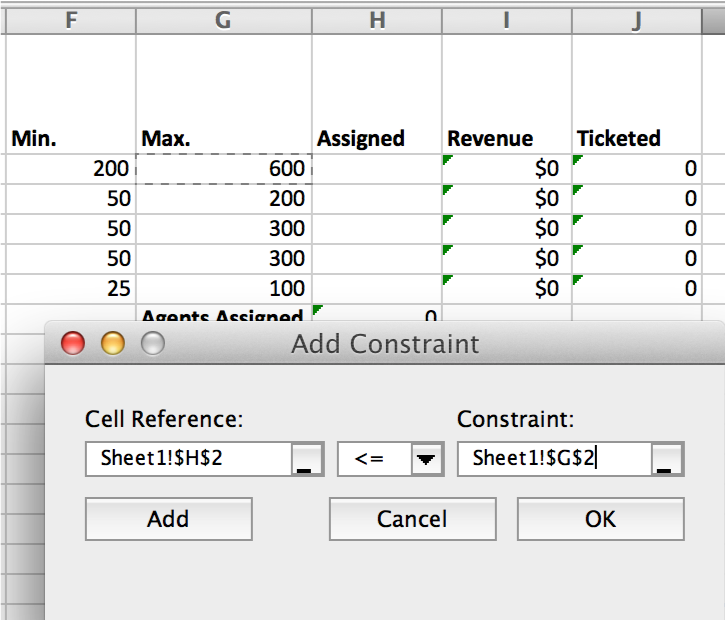 F G H I J
Min. Max. Assigned Revenue Ticketed
200 600 $0 0
50 200 $0 0
50 300 $0 0
50 300 $0 0
25 100 $0 0
Agents Assigned 0
Add Constraint
Cell Reference: Constraint:
Sheet1!$H$2 <= Sheet1!$G$2
Add Cancel OK